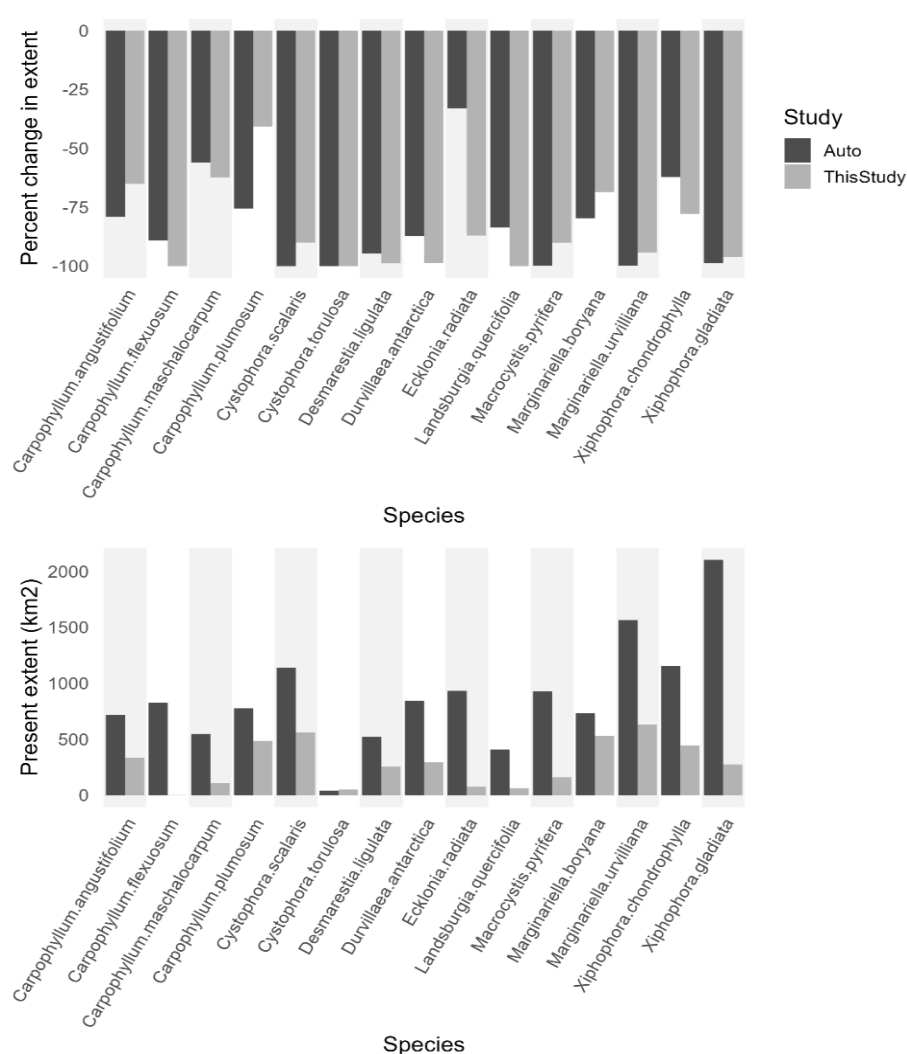 Percent change in extent
0
-25
-50
-75
-100
Carpophyllum.angustifolium
Carpophyllum.flexuosum
Carpophyllum.maschalocarpum
Carpophyllum.plumosum
Cystophora.scalaris
Cystophora.torulosa
Desmarestia.ligulata
Durvillaea.antarctica
Ecklonia.radiata
Landsburgia.quercifolia
Macrocystis.pyrifera
Marginariella.boryana
Marginariella.urvilliana
Xiphophora.chondrophylla
Xiphophora.gladiata
Species
Study
Auto
ThisStudy
Present extent (km2)
2000
1500
1000
500
0
Carpophyllum.angustifolium
Carpophyllum.flexuosum
Carpophyllum.maschalocarpum
Carpophyllum.plumosum
Cystophora.scalaris
Cystophora.torulosa
Desmarestia.ligulata
Durvillaea.antarctica
Ecklonia.radiata
Landsburgia.quercifolia
Macrocystis.pyrifera
Marginariella.boryana
Marginariella.urvilliana
Xiphophora.chondrophylla
Xiphophora.gladiata
Species